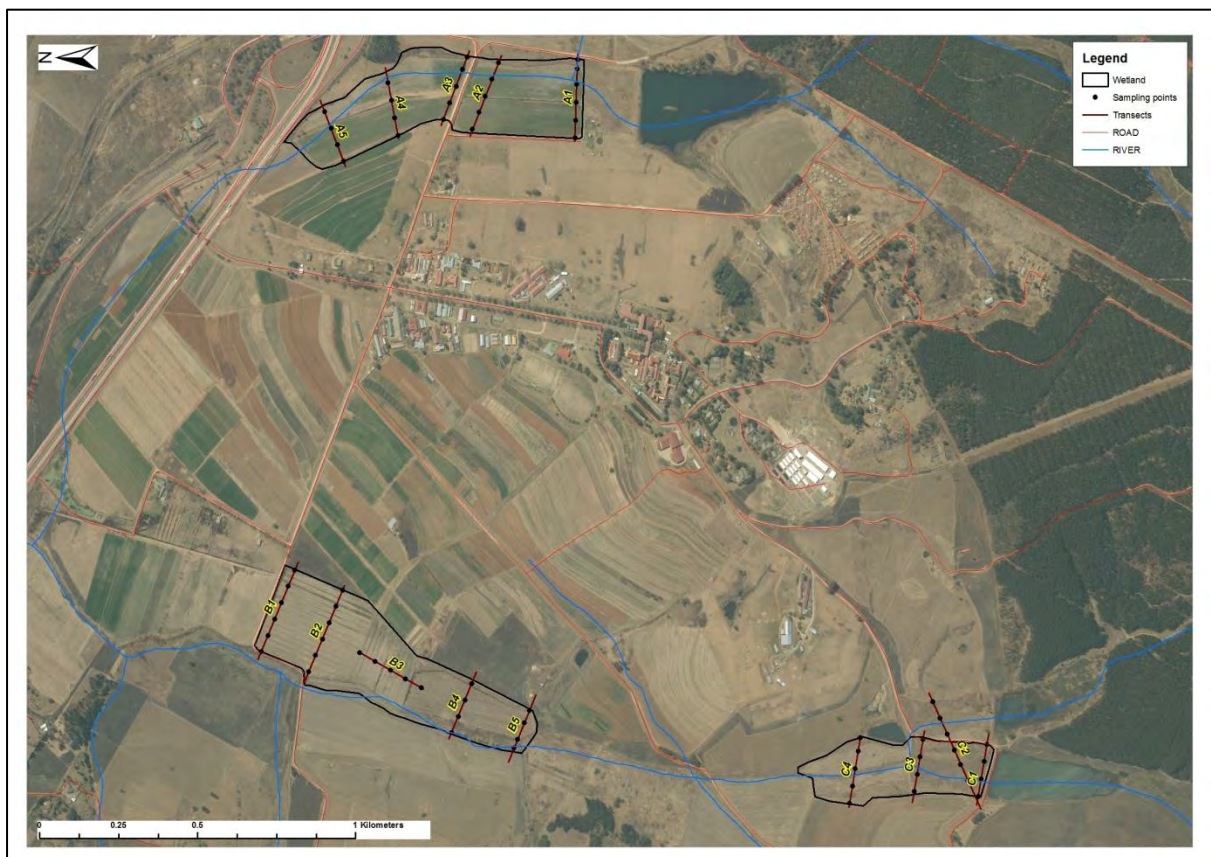 N
Legend
Wetland
Sampling points
Transects
ROAD
RIVER
A5
A4
A3
A2
A1
B1
B2
B3
B4
B5
C4
C3
C2
C1
0 0.25 0.5 1 Kilometers